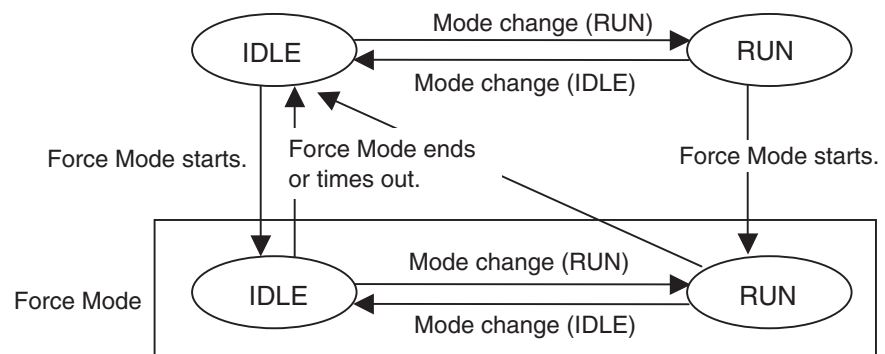 Mode change (RUN)
IDLE
RUN
Mode change (IDLE)
Force Mode starts.
Force Mode ends
or times out.
Force Mode starts.
Mode change (RUN)
Force Mode
IDLE
RUN
Mode change (IDLE)